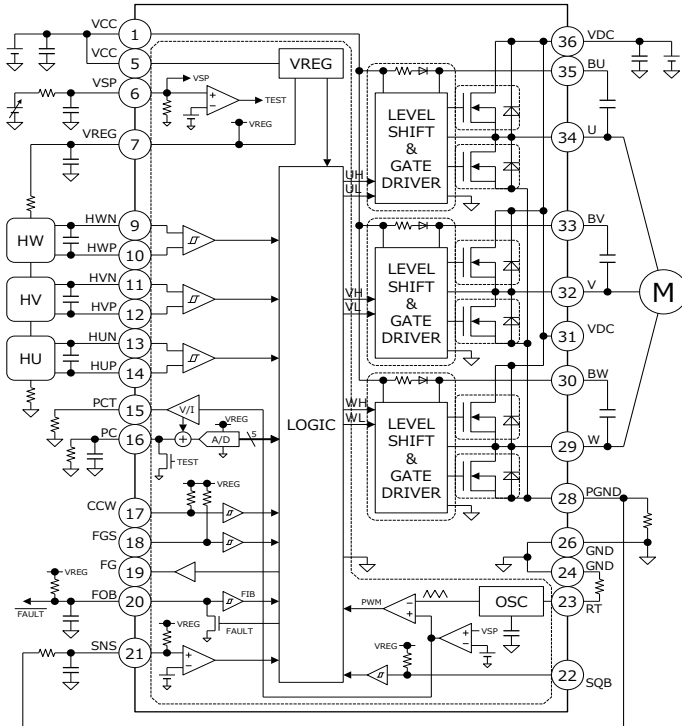 VCC
1
VCC
5
VSP
6
VREG
7
HWN
9
HWP
10
HVN
11
HVP
12
HUN
13
HUP
14
PCT
15
PC
16
CCW
17
FGS
18
FG
19
FOB
20
FAULT
SNS
21
HW
HV
HU
VREG
VSP
TEST
VREG
V/I
VREG
A/D
5
TEST
VREG
VREG
FIB
FAULT
VREG
LOGIC
UH
UL
VH
VL
WH
WL
LEVEL
SHIFT
&
GATE
DRIVER
LEVEL
SHIFT
&
GATE
DRIVER
LEVEL
SHIFT
&
GATE
DRIVER
PWM
OSC
VSP
VREG
36
VDC
35
BU
34
U
33
BV
32
V
31
VDC
30
BW
29
W
28
PGND
26
GND
24
GND
23
RT
22
SQB
M